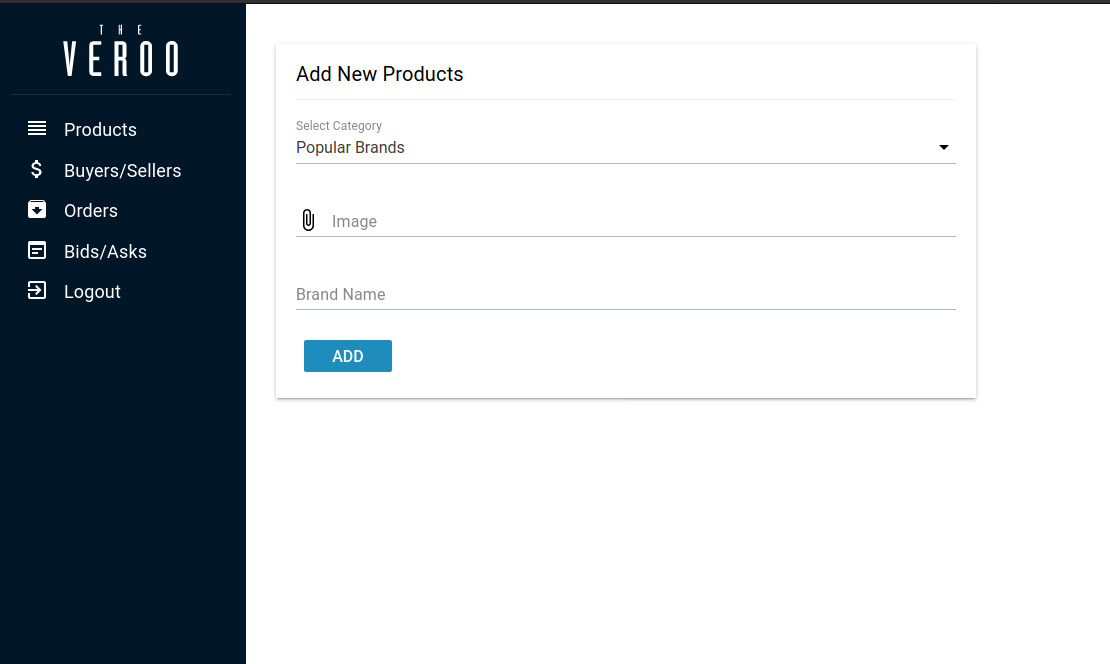 THE
VEROO
Products
Buyers/Sellers
Orders
Bids/Asks
Logout
Add New Products
Select Category
Popular Brands
Image
Brand Name
ADD